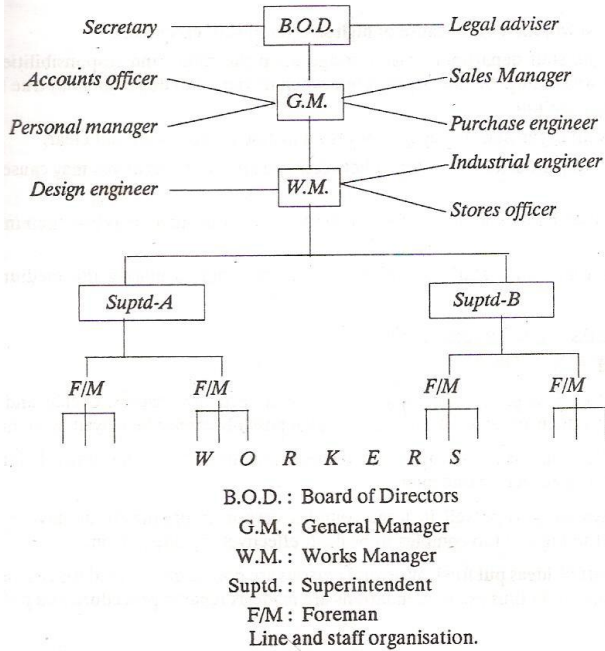 Secretary B.O.D. Legal adviser
Accounts officer Sales Manager
G.M.
Personal manager Purchase engineer
Industrial engineer
Design engineer W.M.
Stores officer
Suptd-A Suptd-B
F/M F/M F/M F/M
W O R K E R S
B.O.D. : Board of Directors
G.M. : General Manager
W.M. : Works Manager
Suptd. : Superintendent
F/M : Foreman
Line and staff organisation.